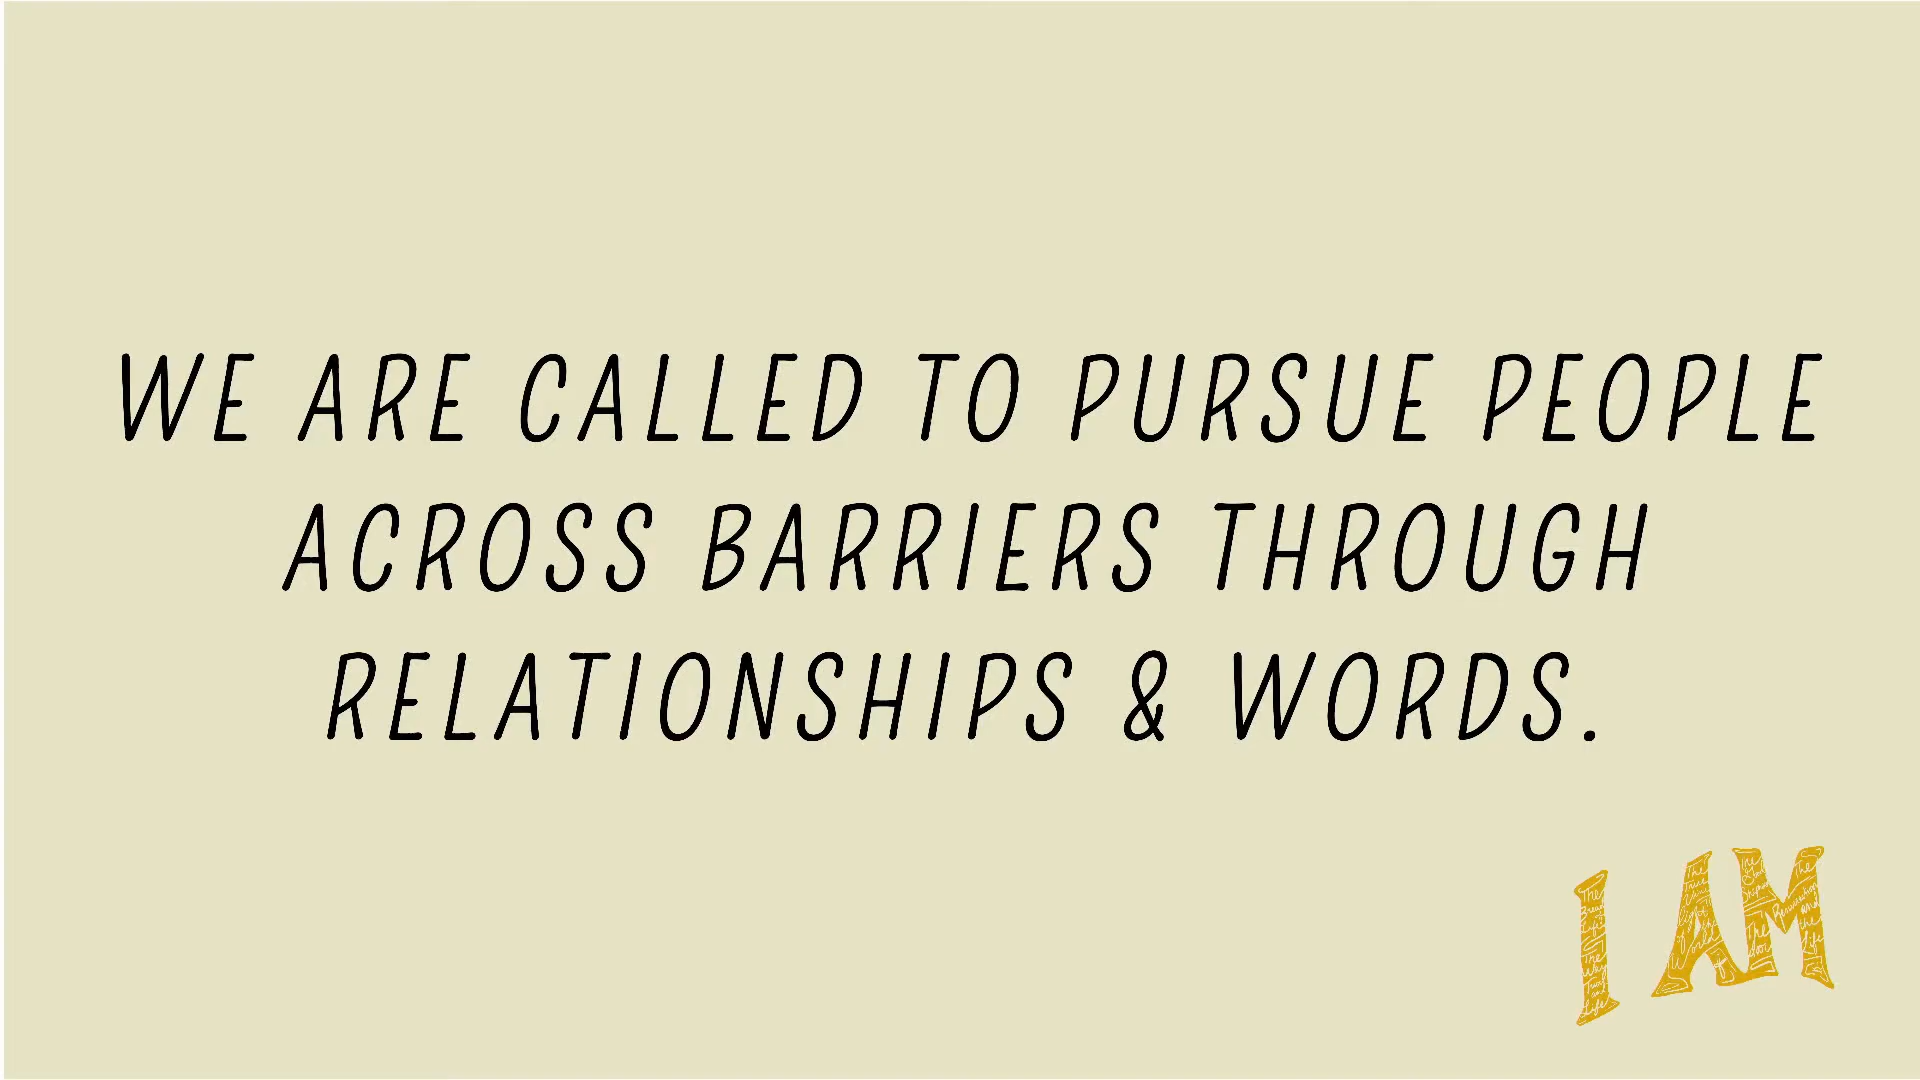 WE ARE CALLED TO PURSUE PEOPLE
ACROSS BARRIERS THROUGH
RELATIONSHIPS & WORDS.
I AM